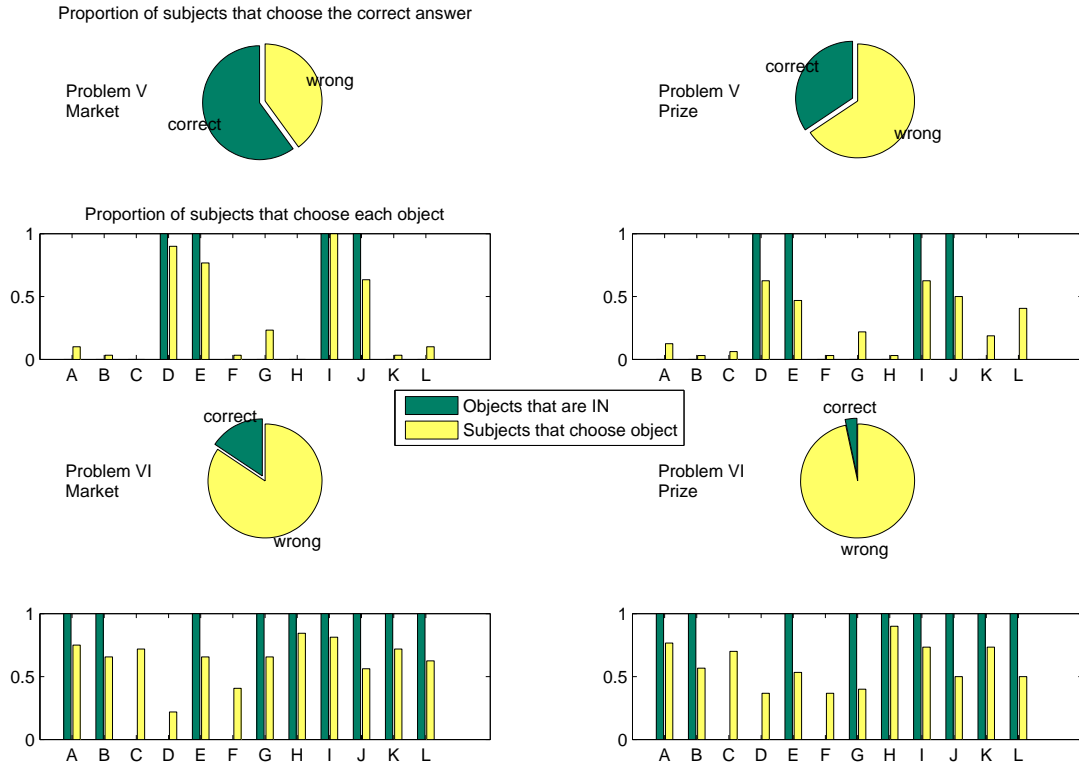 Proportion of subjects that choose the correct answer
Problem V
Market
wrong
correct
Problem V
Prize
correct
wrong
Proportion of subjects that choose each object
1
0.5
0
A B C D E F G H I J K L
1
0.5
0
A B C D E F G H I J K L
Objects that are IN
Subjects that choose object
Problem VI
Market
correct
wrong
Problem VI
Prize
correct
wrong
1
0.5
0
A B C D E F G H I J K L
1
0.5
0
A B C D E F G H I J K L